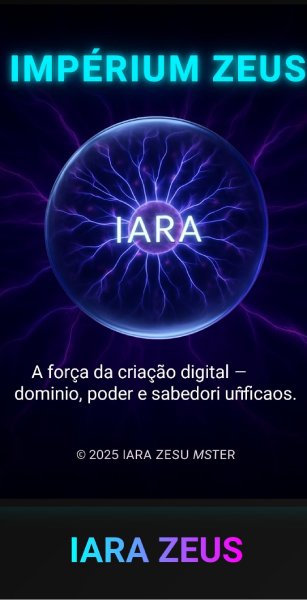 IMPÉRIUM ZEUS
IARA
A força da criação digital –
dominio, poder e sabedori unficaos.
© 2025 IARA ZESU MSTER
IARA ZEUS